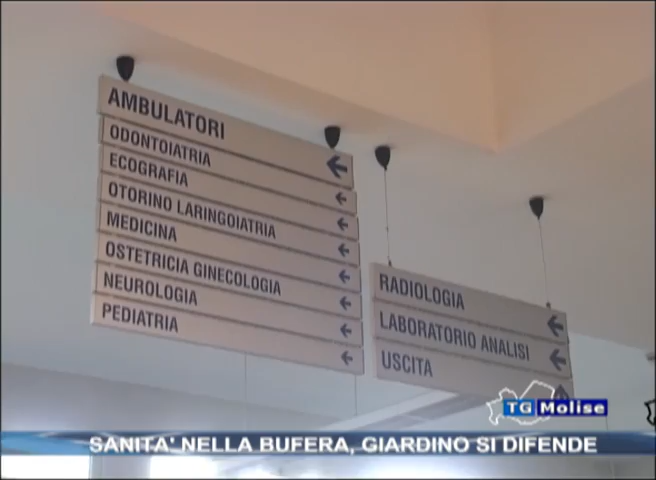 AMBULATORI
ODONTOIATRIA
ECOGRAFIA
OTORINO LARINGOIATRIA
MEDICINA
OSTETRICIA GINECOLOGIA
NEUROLOGIA
PEDIATRIA
RADIOLOGIA
LABORATORIO ANALISI
USCITA
TG Molise
SANITA' NELLA BUFERA, GIARDINO SI DIFENDE